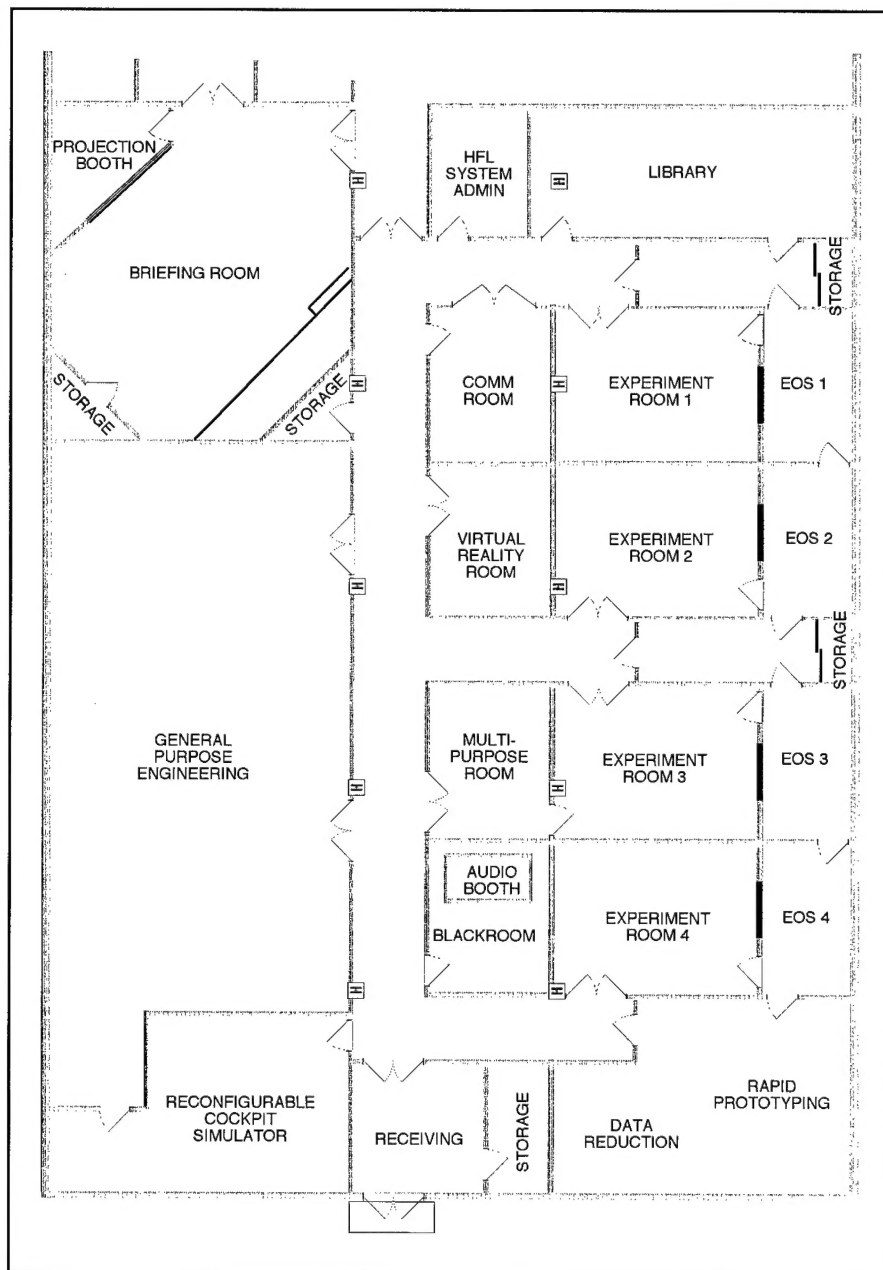 PROJECTION
BOOTH
HFL
SYSTEM
ADMIN
H
H
LIBRARY
BRIEFING ROOM
STORAGE
STORAGE
STORAGE
H
COMM
ROOM
H
EXPERIMENT
ROOM 1
EOS 1
VIRTUAL
REALITY
ROOM
EXPERIMENT
ROOM 2
EOS 2
H
H
STORAGE
GENERAL
PURPOSE
ENGINEERING
MULTI-
PURPOSE
ROOM
EXPERIMENT
ROOM 3
EOS 3
H
H
AUDIO
BOOTH
BLACKROOM
EXPERIMENT
ROOM 4
EOS 4
H
H
RECONFIGURABLE
COCKPIT
SIMULATOR
RECEIVING
STORAGE
DATA
REDUCTION
RAPID
PROTOTYPING